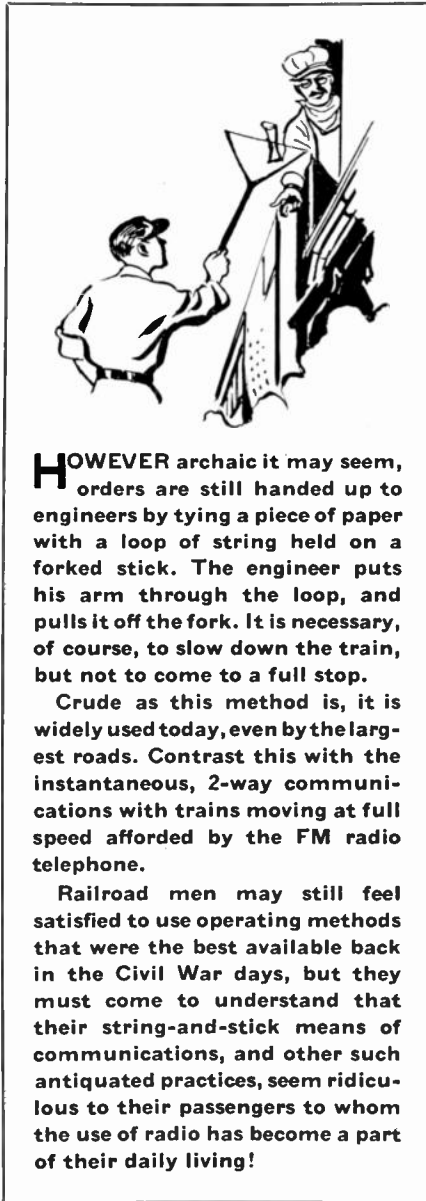 HOWEVER archaic it may seem,
orders are still handed up to
engineers by tying a piece of paper
with a loop of string held on a
forked stick. The engineer puts
his arm through the loop, and
pulls it off the fork. It is necessary,
of course, to slow down the train,
but not to come to a full stop.
Crude as this method is, it is
widely used today, even by the larg-
est roads. Contrast this with the
instantaneous, 2-way communi-
cations with trains moving at full
speed afforded by the FM radio
telephone.
Railroad men may still feel
satisfied to use operating methods
that were the best available back
in the Civil War days, but they
must come to understand that
their string-and-stick means of
communications, and other such
antiquated practices, seem ridicu-
lous to their passengers to whom
the use of radio has become a part
of their daily living!